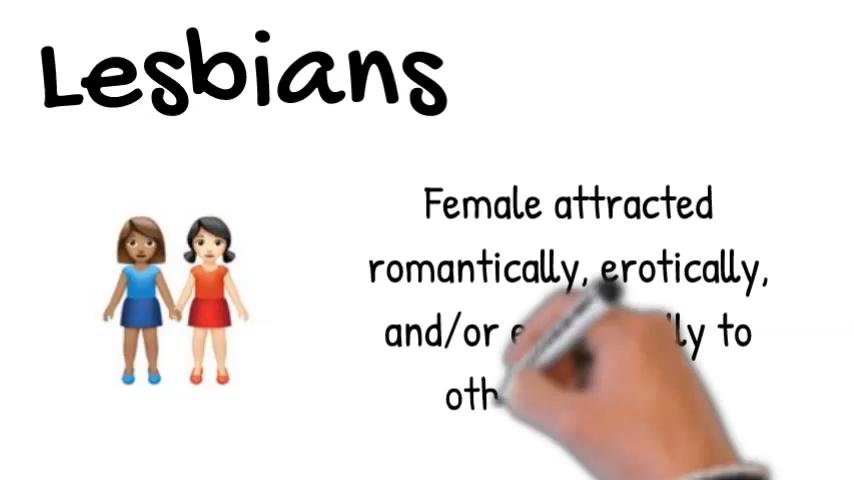 Lesbians
Female attracted
romantically, erotically,
and/or to